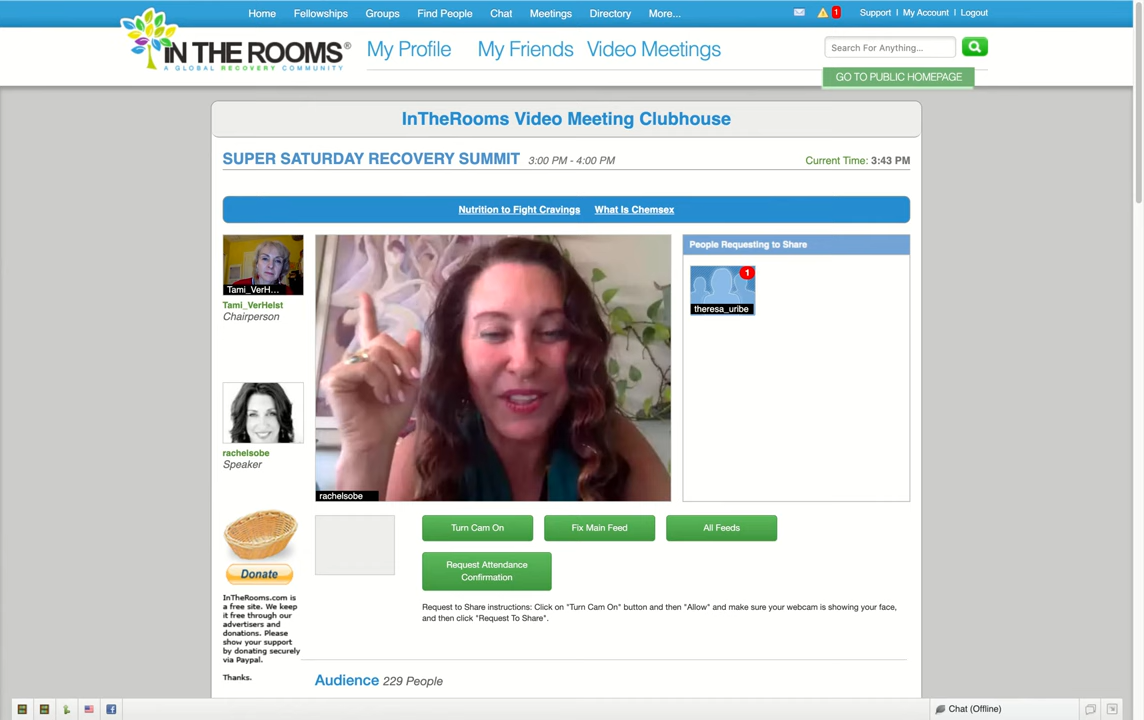 Home Fellowships Groups Find People Chat Meetings Directory More...
1
Support | My Account | Logout
IN THE ROOMS®
A GLOBAL RECOVERY COMMUNITY
My Profile My Friends Video Meetings
Search For Anything...
GO TO PUBLIC HOMEPAGE
InTheRooms Video Meeting Clubhouse
SUPER SATURDAY RECOVERY SUMMIT 3:00 PM - 4:00 PM
Current Time: 3:43 PM
Nutrition to Fight Cravings What Is Chemsex
Tami_VerH...
Tami_VerHelst
Chairperson
rachelsobe
Speaker
rachelsobe
People Requesting to Share
1
theresa_uribe
Donate
InTheRooms.com is
a free site. We keep
it free through our
advertisers and
donations. Please
show your support
by donating securely
via Paypal.
Thanks.
Turn Cam On
Fix Main Feed
All Feeds
Request Attendance
Confirmation
Request to Share instructions: Click on "Turn Cam On" button and then "Allow" and make sure your webcam is showing your face,
and then click "Request To Share".
Audience 229 People
Chat (Offline)